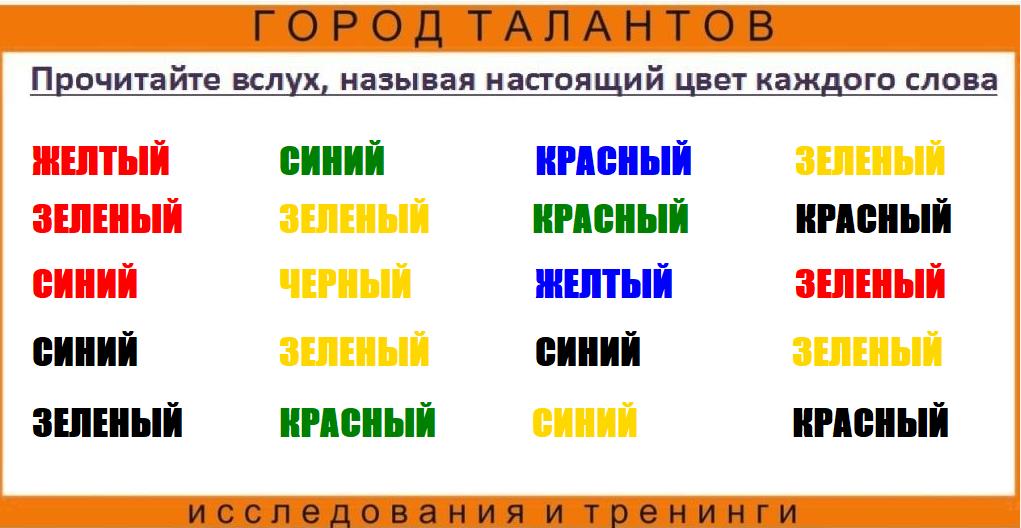 ГОРОД ТАЛАНТОВ
Прочитайте вслух, называя настоящий цвет каждого слова
ЖЕЛТЫЙ СИНИЙ КРАСНЫЙ ЗЕЛЕНЫЙ
ЗЕЛЕНЫЙ ЗЕЛЕНЫЙ КРАСНЫЙ КРАСНЫЙ
СИНИЙ ЧЕРНЫЙ ЖЕЛТЫЙ ЗЕЛЕНЫЙ
СИНИЙ ЗЕЛЕНЫЙ СИНИЙ ЗЕЛЕНЫЙ
ЗЕЛЕНЫЙ КРАСНЫЙ СИНИЙ КРАСНЫЙ
исследования и тренинги